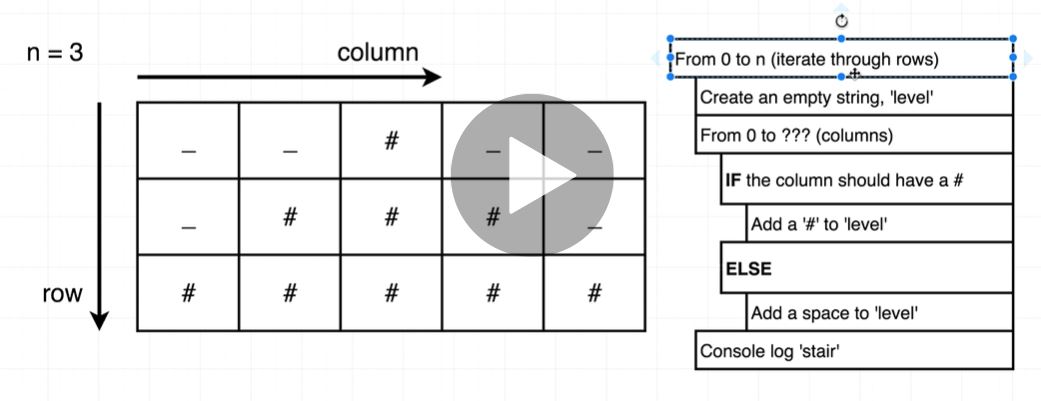 n = 3
column
row
_ _ # _ _
_ # # # _
# # # # #
From 0 to n (iterate through rows)
Create an empty string, 'level'
From 0 to ??? (columns)
IF the column should have a #
Add a '#' to 'level'
ELSE
Add a space to 'level'
Console log 'stair'